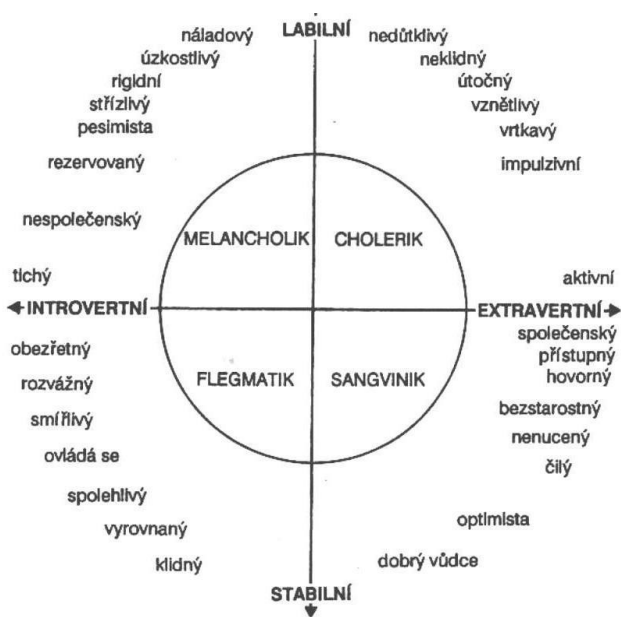 LABILNÍ
náladový
úzkostlivý
rigidní
střízlivý
pesimista
rezervovaný
nespolečenský
tichý
nedůtklivý
neklidný
útočný
vznětlivý
vrtkavý
impulzivní
aktivní
MELANCHOLIK
CHOLERIK
INTROVERTNÍ
EXTRAVERTNÍ
FLEGMATIK
SANGVINIK
obezřetný
rozvážný
smířlivý
ovládá se
spolehlivý
vyrovnaný
klidný
společenský
přístupný
hovorný
bezstarostný
nenucený
čilý
optimista
dobrý vůdce
STABILNÍ